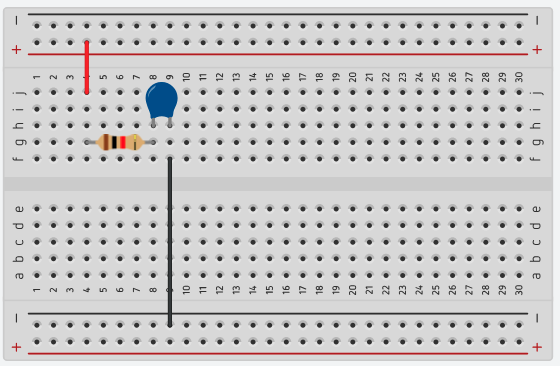 − −
+ +
1 2 3 4 5 6 7 8 9 10 11 12 13 14 15 16 17 18 19 20 21 22 23 24 25 26 27 28 29 30
j j
i i
h h
g g
f f
e e
d d
c c
b b
a a
1 2 3 4 5 6 7 8 9 10 11 12 13 14 15 16 17 18 19 20 21 22 23 24 25 26 27 28 29 30
− −
+ +